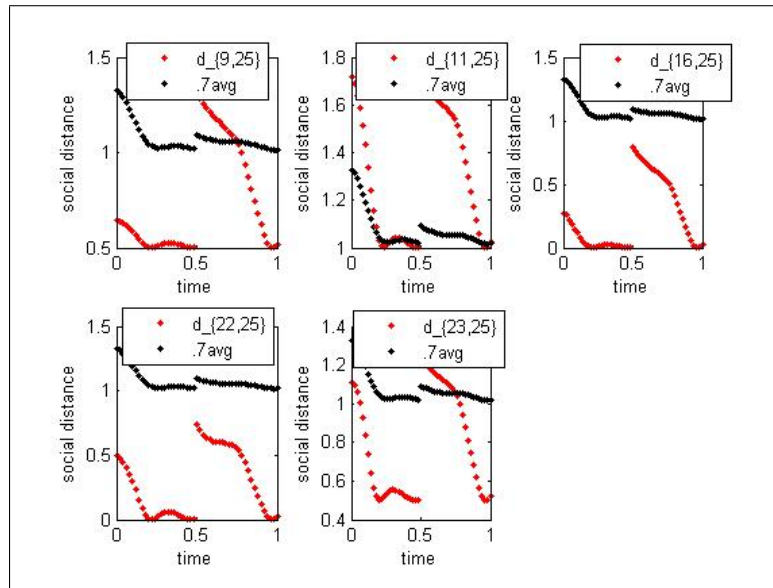 d_{9,25}
.7avg
social distance
1.5
1
0.5
0
0.5
1
time
d_{11,25}
.7avg
social distance
1.8
1.6
1.4
1.2
1
0
0.5
1
time
d_{16,25}
.7avg
social distance
1.5
1
0.5
0
0
0.5
1
time
d_{22,25}
.7avg
social distance
1.5
1
0.5
0
0
0.5
1
time
d_{23,25}
.7avg
social distance
1.4
1.2
1
0.8
0.6
0.4
0
0.5
1
time